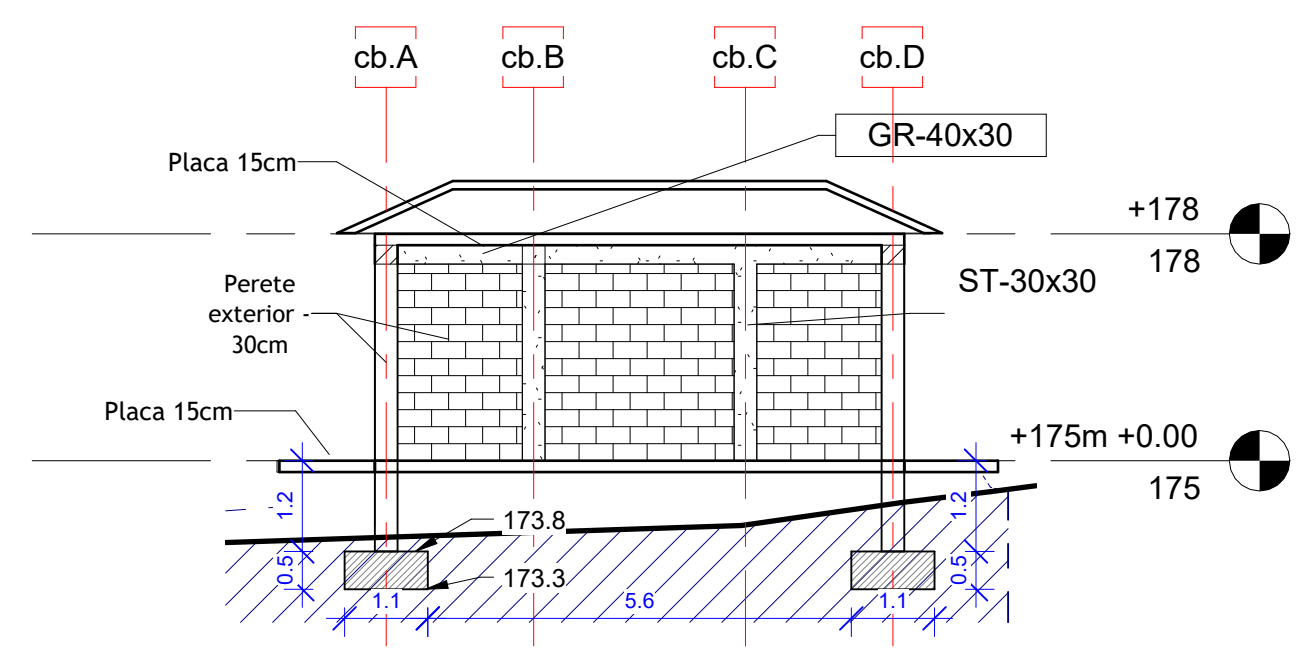 cb.A
cb.B
cb.C
cb.D
GR-40x30
Placa 15cm
+178
178
Perete
exterior -
30cm
ST-30x30
Placa 15cm
+175m +0.00
175
1.2
1.2
173.8
0.5
0.5
173.3
1.1
5.6
1.1